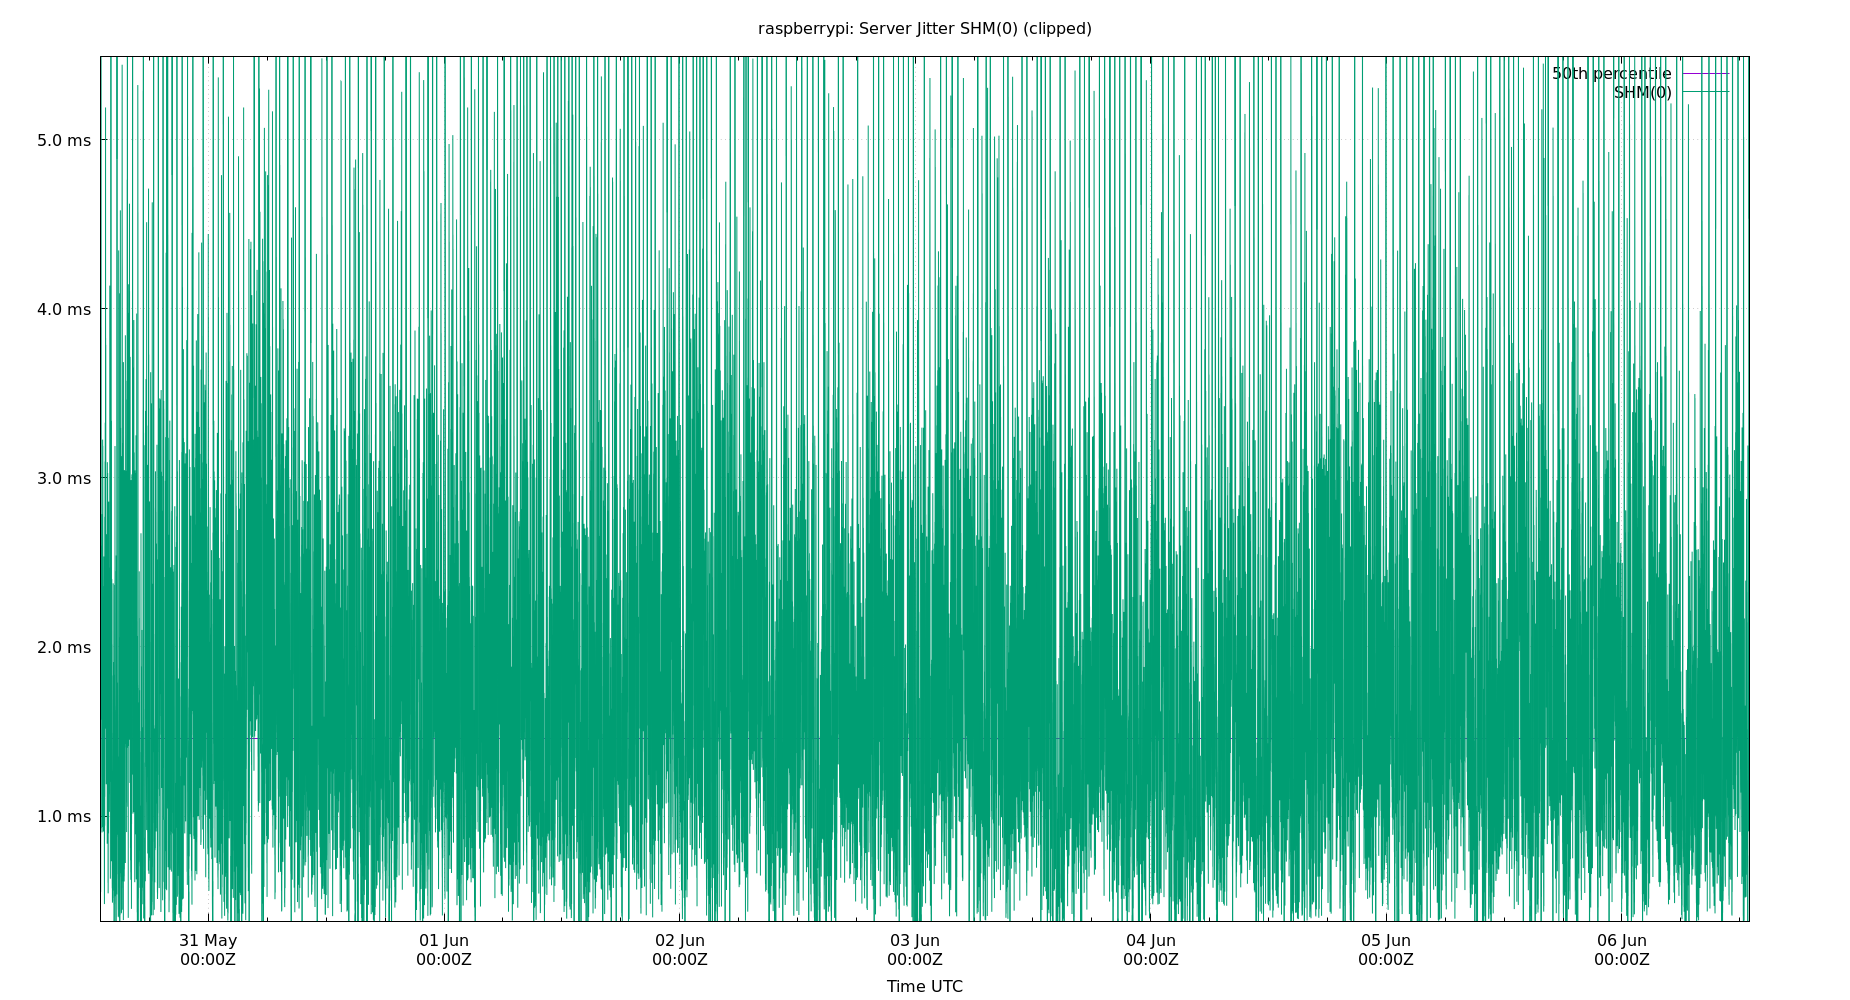 raspberrypi: Server Jitter SHM(0) (clipped)
50th percentile
SHM(0)
5.0 ms
4.0 ms
3.0 ms
2.0 ms
1.0 ms
31 May 01 Jun 02 Jun 03 Jun 04 Jun 05 Jun 06 Jun
00:00Z 00:00Z 00:00Z 00:00Z 00:00Z 00:00Z 00:00Z
Time UTC